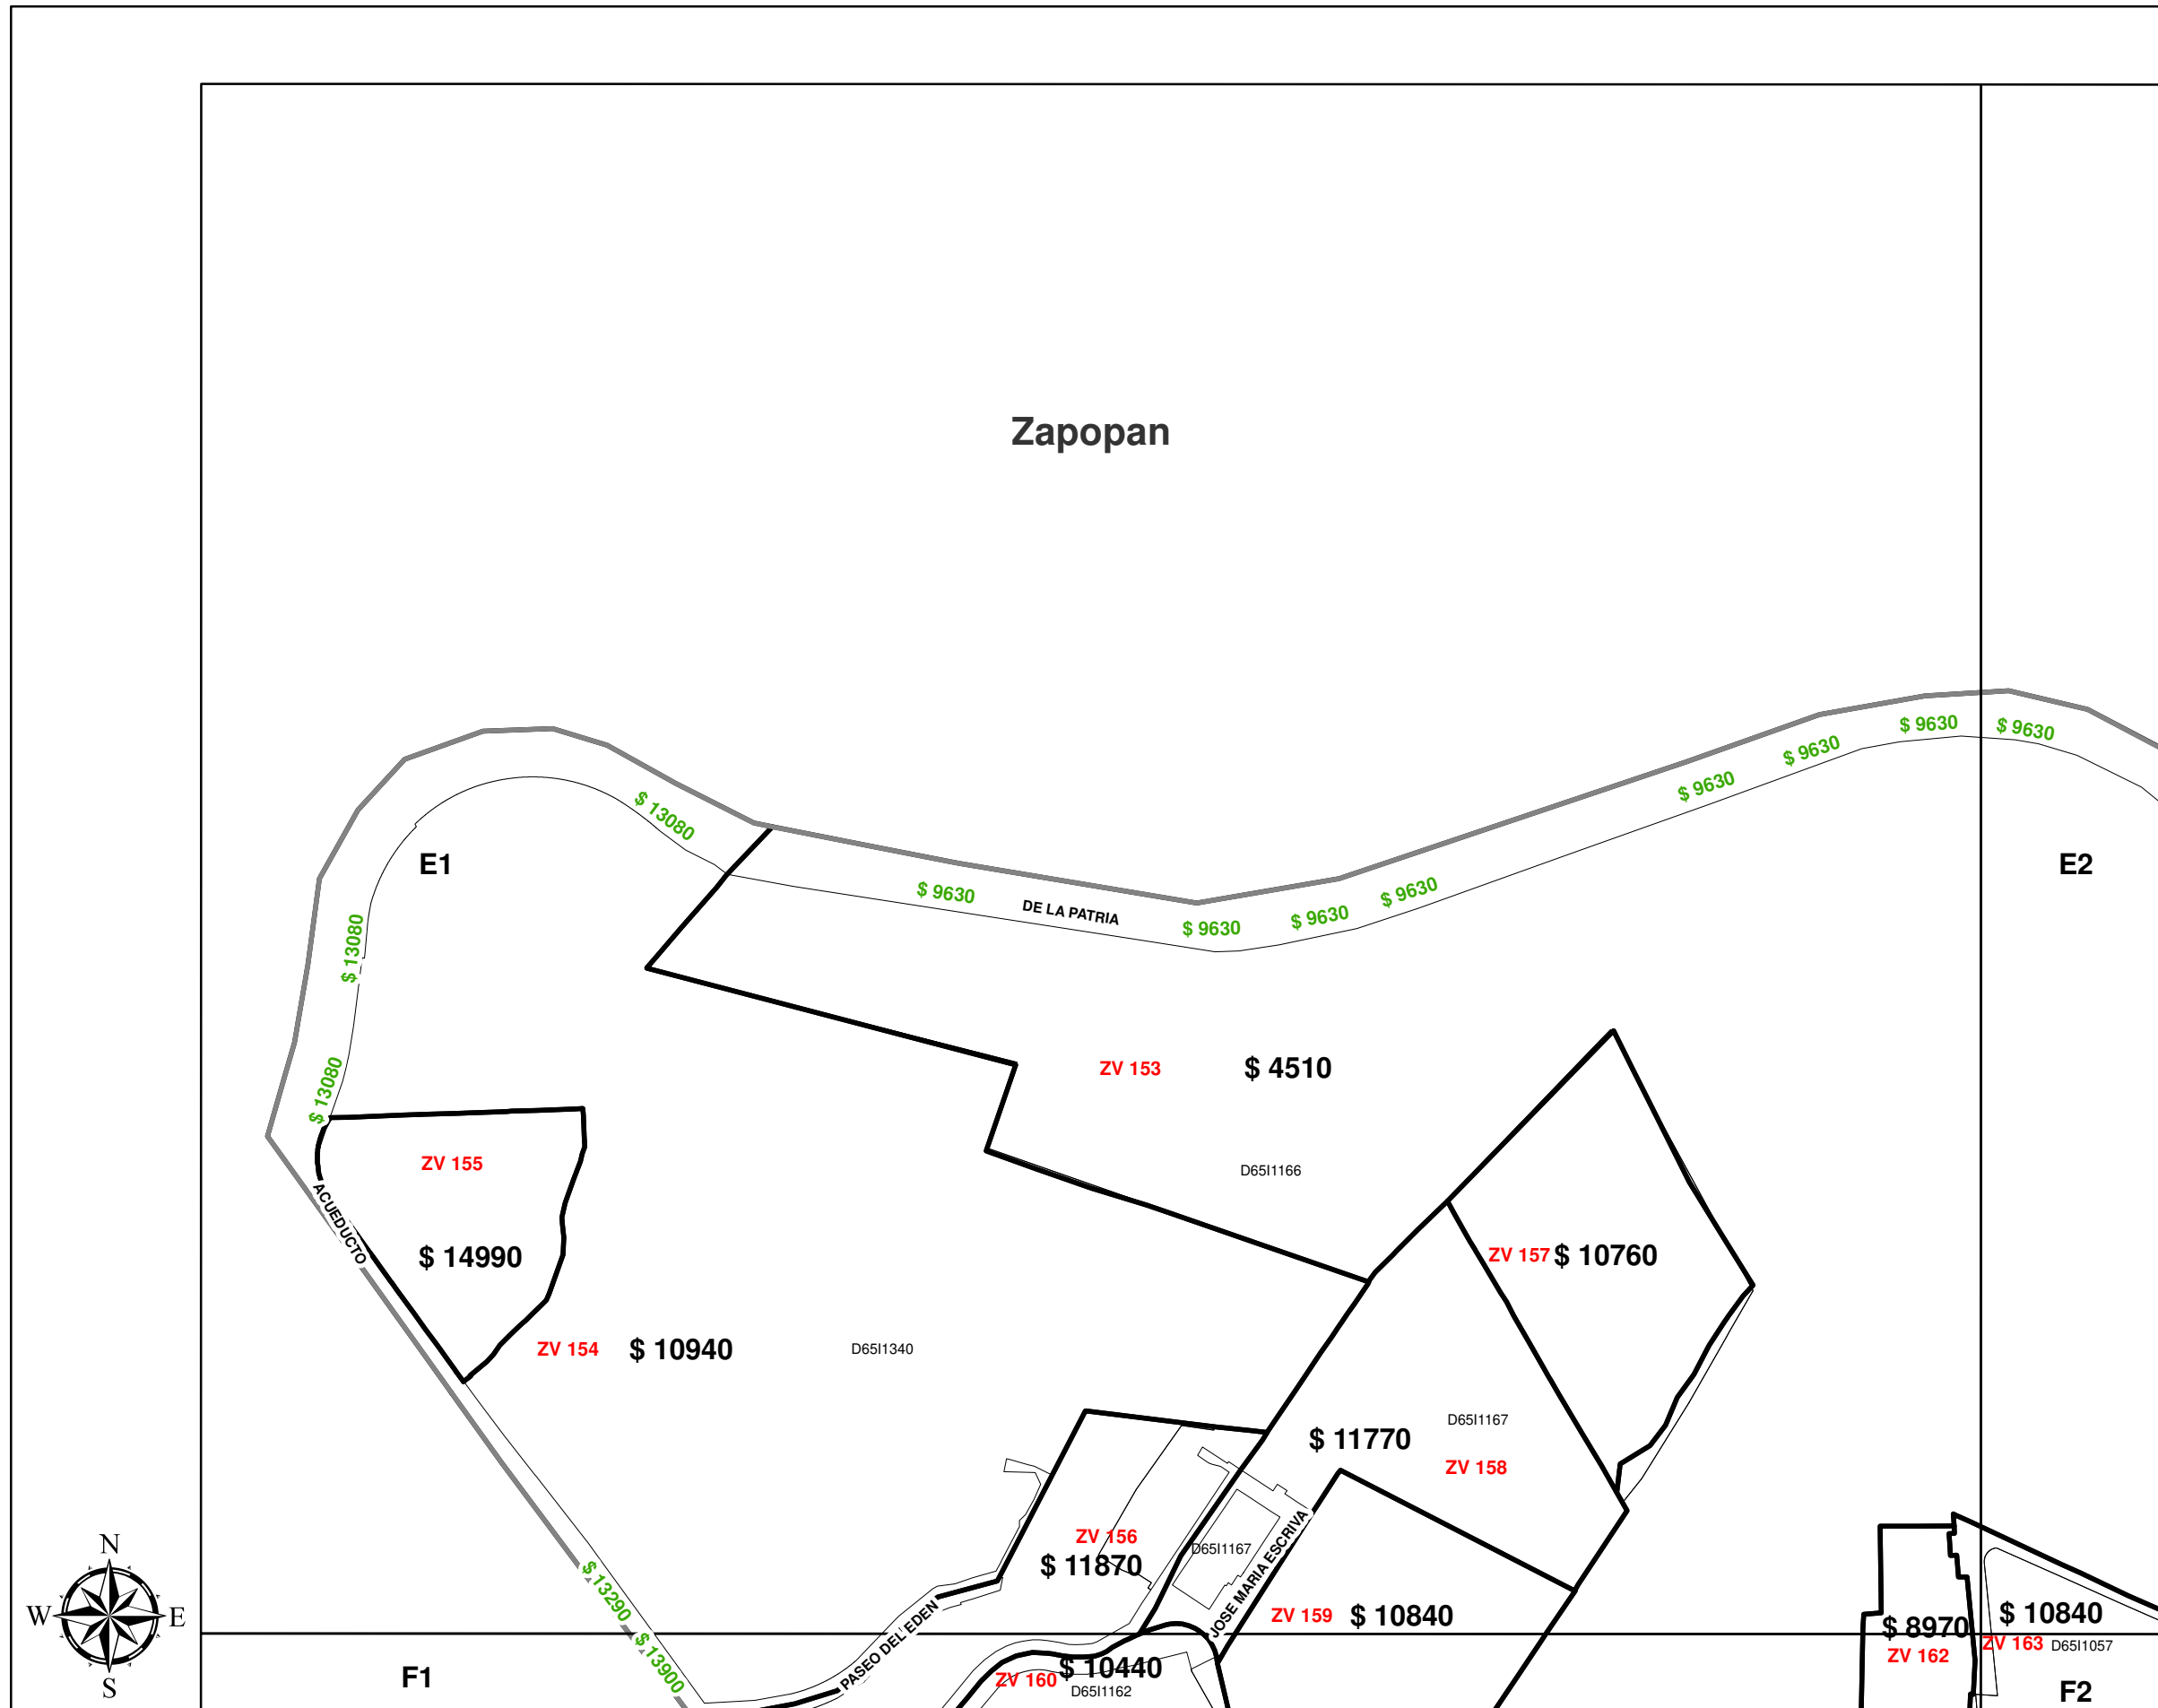 Zapopan
$ 9630
$ 9630
$ 9630
$ 9630
$ 13080
E1
E2
$ 9630
$ 9630
DE LA PATRIA
$ 9630
$ 9630
$ 13080
ZV 153
$ 4510
$ 13080
ZV 155
D65I1166
ACUEDUCTO
$ 14990
ZV 157
$ 10760
ZV 154
$ 10940
D65I1340
D65I1167
$ 11770
ZV 158
ZV 156
D65I1167
$ 11870
JOSE MARIA ESCRIVA
N
W
E
S
$ 13290
ZV 159
$ 10840
$ 10840
$ 8970
ZV 163
D65I1057
ZV 162
PASEO DEL EDEN
$ 13900
F1
ZV 160
$ 10440
D65I1162
F2